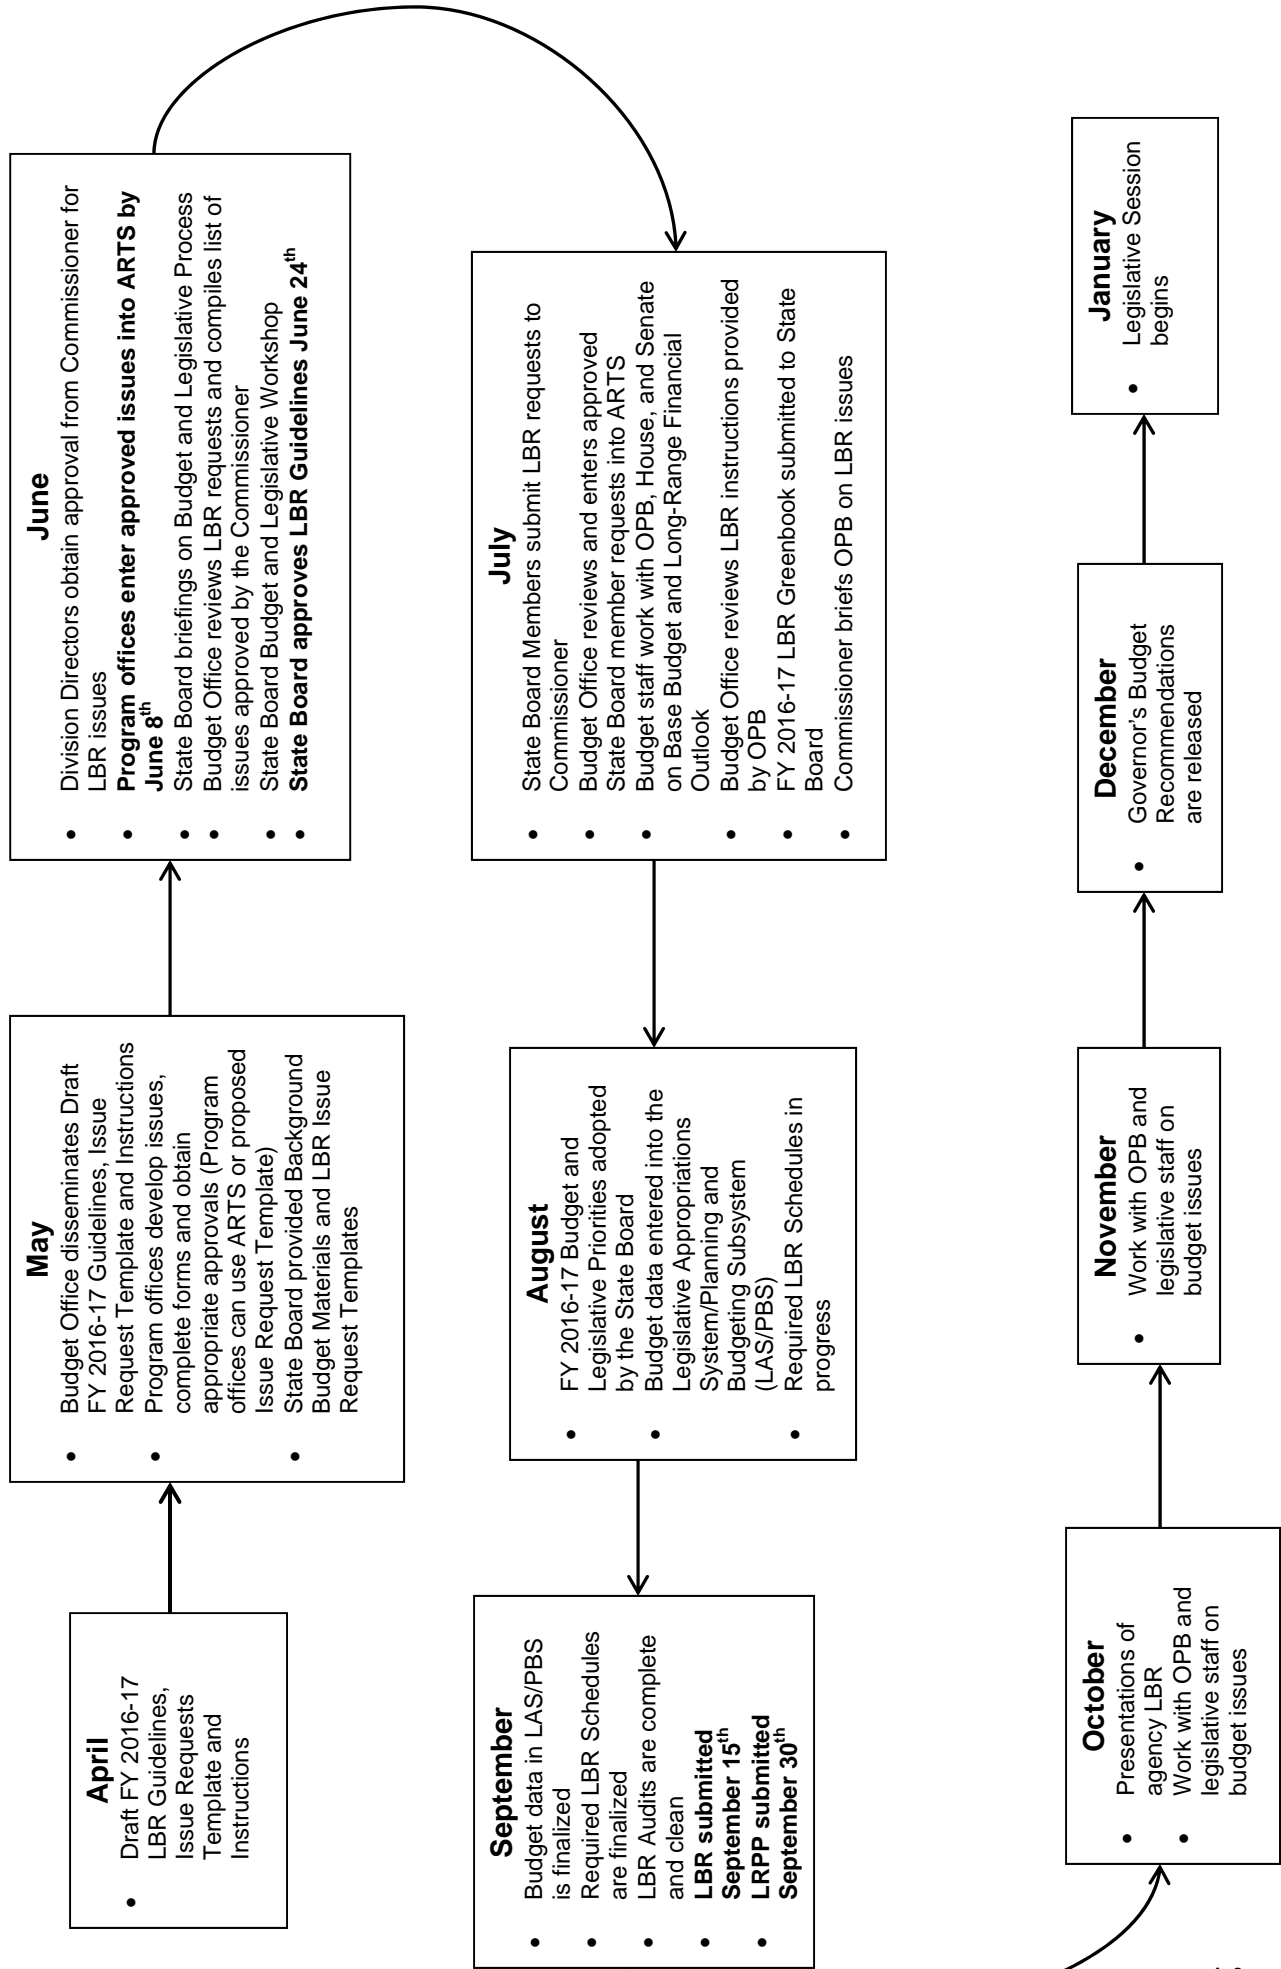 April
• Draft FY 2016-17
LBR Guidelines,
Issue Requests
Template and
Instructions
May
• Budget Office disseminates Draft
FY 2016-17 Guidelines, Issue
Request Template and Instructions
• Program offices develop issues,
complete forms and obtain
appropriate approvals (Program
offices can use ARTS or proposed
Issue Request Template)
• State Board provided Background
Budget Materials and LBR Issue
Request Templates
June
• Division Directors obtain approval from Commissioner for
LBR issues
• Program offices enter approved issues into ARTS by
June 8th
• State Board briefings on Budget and Legislative Process
• Budget Office reviews LBR requests and compiles list of
issues approved by the Commissioner
• State Board Budget and Legislative Workshop
• State Board approves LBR Guidelines June 24th
July
• State Board Members submit LBR requests to
Commissioner
• Budget Office reviews and enters approved
State Board member requests into ARTS
• Budget staff work with OPB, House, and Senate
on Base Budget and Long-Range Financial
Outlook
• Budget Office reviews LBR instructions provided
by OPB
• FY 2016-17 LBR Greenbook submitted to State
Board
• Commissioner briefs OPB on LBR issues
August
• FY 2016-17 Budget and
Legislative Priorities adopted
by the State Board
• Budget data entered into the
Legislative Appropriations
System/Planning and
Budgeting Subsystem
(LAS/PBS)
• Required LBR Schedules in
progress
September
• Budget data in LAS/PBS
is finalized
• Required LBR Schedules
are finalized
• LBR Audits are complete
and clean
• LBR submitted
September 15th
• LRPP submitted
September 30th
October
• Presentations of
agency LBR
• Work with OPB and
legislative staff on
budget issues
November
• Work with OPB and
legislative staff on
budget issues
December
• Governor's Budget
Recommendations
are released
January
• Legislative Session
begins